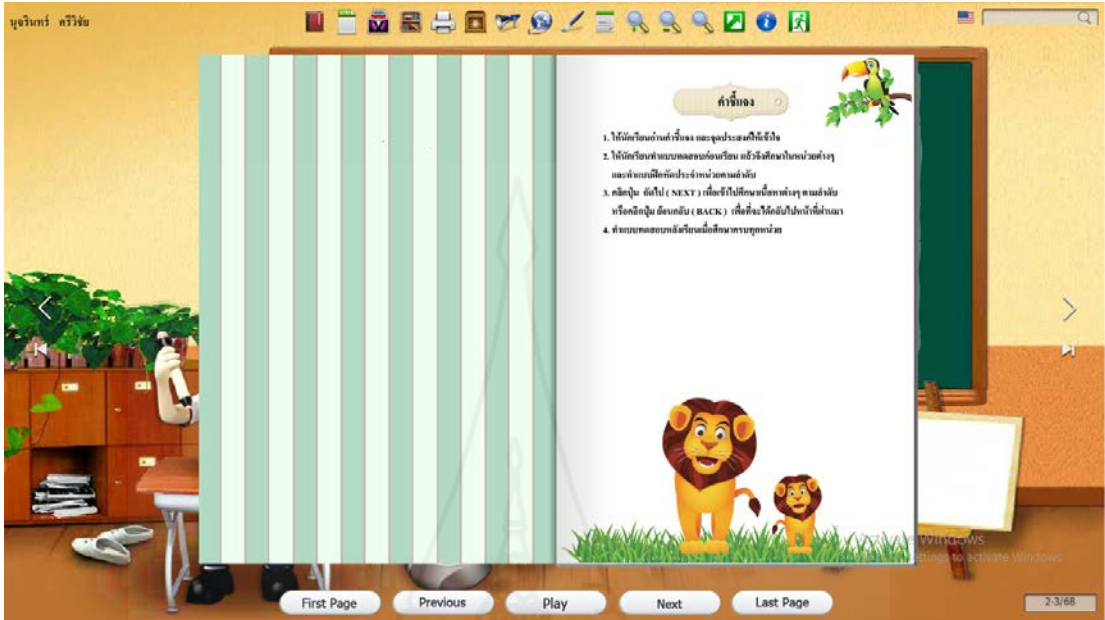 นุจรินทร์ ศรีวิชัย
คำชี้แจง
1. ให้นักเรียนอ่านคำชี้แจง และจุดประสงค์ให้เข้าใจ
2. ให้นักเรียนทำแบบทดสอบก่อนเรียน แล้วจึงศึกษาในหน่วยต่างๆ
และทำแบบฝึกหัดประจำหน่วยตามลำดับ
3. คลิกปุ่ม ถัดไป ( NEXT ) เพื่อเข้าไปศึกษาเนื้อหาต่างๆ ตามลำดับ
หรือคลิกปุ่ม ย้อนกลับ ( BACK ) เพื่อที่จะได้กลับไปหน้าที่ผ่านมา
4. ทำแบบทดสอบหลังเรียนเมื่อศึกษาครบทุกหน่วย
Windows
to activate Windows.
First Page
Previous
Play
Next
Last Page
2-3/68